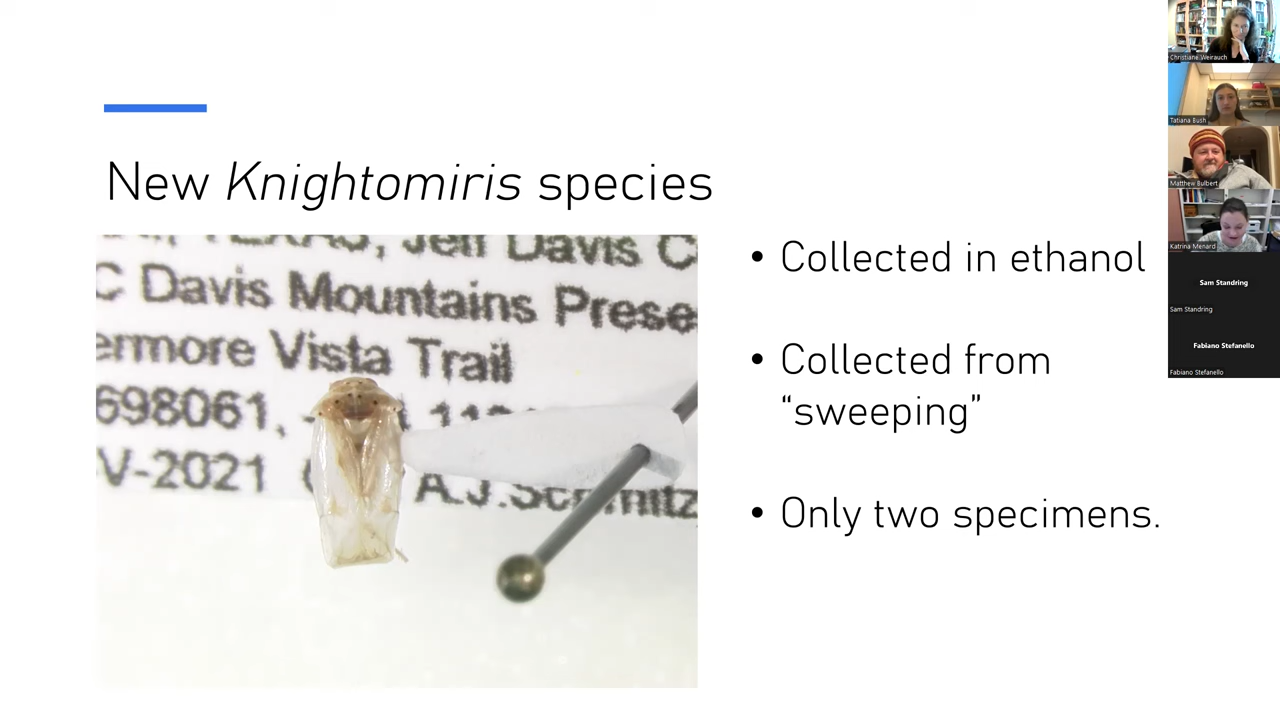 New Knightomiris species
TEXAS, Jeff Davis C
C Davis Mountains Prese
ermore Vista Trail
698061,
V-2021
A.J.Schmitz
• Collected in ethanol
• Collected from
“sweeping”
• Only two specimens.
Christiane Weirauch
Tatiana Bush
Matthew Bulbert
Katrina Menard
Sam Standring
Sam Standring
Fabiano Stefanello
Fabiano Stefanello